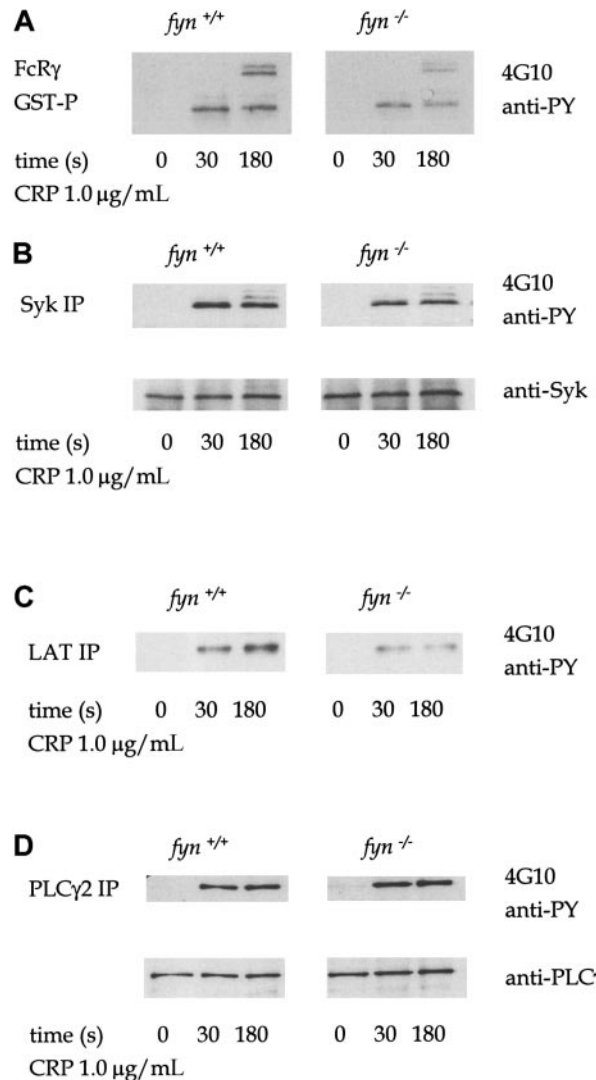 A
fyn +/+ fyn -/-
FcRγ 4G10
GST-P anti-PY
time (s) 0 30 180 0 30 180
CRP 1.0 μg/mL
B
fyn +/+ fyn -/-
Syk IP 4G10
anti-PY
anti-Syk
time (s) 0 30 180 0 30 180
CRP 1.0 μg/mL
C
fyn +/+ fyn -/-
LAT IP 4G10
anti-PY
time (s) 0 30 180 0 30 180
CRP 1.0 μg/mL
D
fyn +/+ fyn -/-
PLCγ2 IP 4G10
anti-PY
anti-PLCγ
time (s) 0 30 180 0 30 180
CRP 1.0 μg/mL